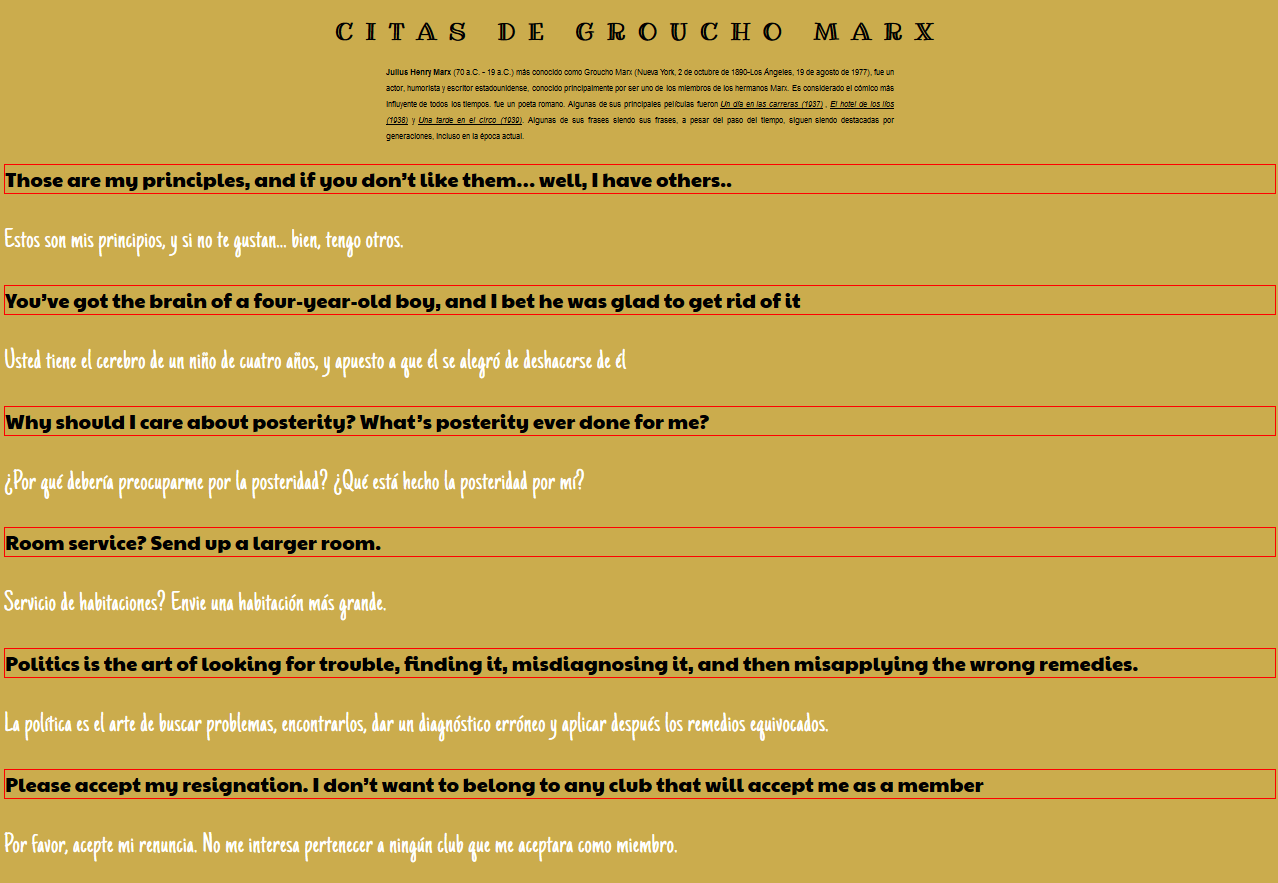 CITAS DE GROUCHO MARX
Julius Henry Marx (70 a.C. - 19 a.C.) más conocido como Groucho Marx (Nueva York, 2 de octubre de 1890-Los Ángeles, 19 de agosto de 1977), fue un
actor, humorista y escritor estadounidense, conocido principalmente por ser uno de los miembros de los hermanos Marx. Es considerado el cómico más
influyente de todos los tiempos. fue un poeta romano. Algunas de sus principales películas fueron Un día en las carreras (1937) , El hotel de los líos
(1938) y Una tarde en el circo (1939). Algunas de sus frases siendo sus frases, a pesar del paso del tiempo, siguen siendo destacadas por
generaciones, incluso en la época actual.
Those are my principles, and if you don't like them... well, I have others..
Estos son mis principios, y si no te gustan... bien, tengo otros.
You've got the brain of a four-year-old boy, and I bet he was glad to get rid of it
Usted tiene el cerebro de un niño de cuatro años, y apuesto a que él se alegró de deshacerse de él
Why should I care about posterity? What's posterity ever done for me?
¿Por qué debería preocuparme por la posteridad? ¿Qué está hecho la posteridad por mí?
Room service? Send up a larger room.
Servicio de habitaciones? Envie una habitación más grande.
Politics is the art of looking for trouble, finding it, misdiagnosing it, and then misapplying the wrong remedies.
La política es el arte de buscar problemas, encontrarlos, dar un diagnóstico erróneo y aplicar después los remedios equivocados.
Please accept my resignation. I don't want to belong to any club that will accept me as a member
Por favor, acepte mi renuncia. No me interesa pertenecer a ningún club que me aceptara como miembro.